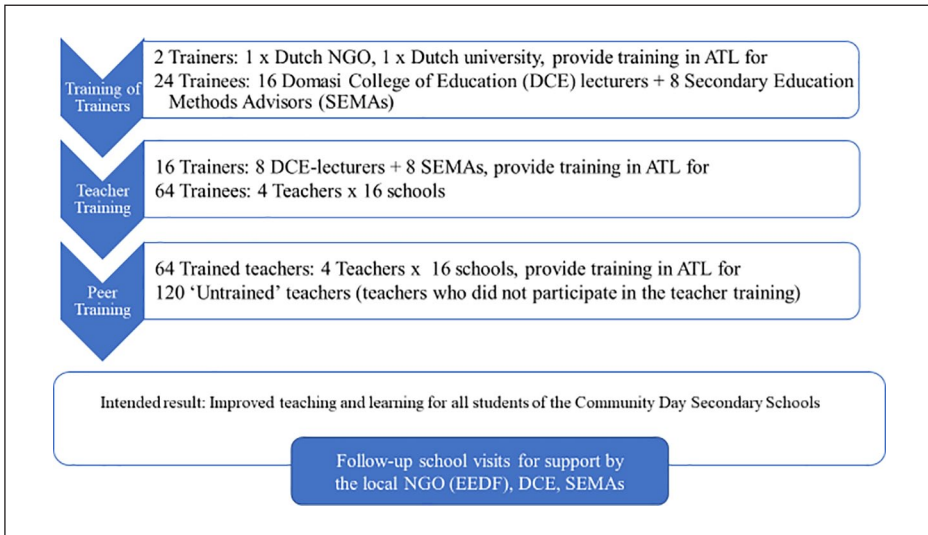 Training of
Trainers
2 Trainers: 1 x Dutch NGO, 1 x Dutch university, provide training in ATL for
24 Trainees: 16 Domasi College of Education (DCE) lecturers + 8 Secondary Education
Methods Advisors (SEMAs)
Teacher
Training
16 Trainers: 8 DCE-lecturers + 8 SEMAs, provide training in ATL for
64 Trainees: 4 Teachers x 16 schools
Peer
Training
64 Trained teachers: 4 Teachers x 16 schools, provide training in ATL for
120 ‘Untrained’ teachers (teachers who did not participate in the teacher training)
Intended result: Improved teaching and learning for all students of the Community Day Secondary Schools
Follow-up school visits for support by
the local NGO (EEDF), DCE, SEMAs